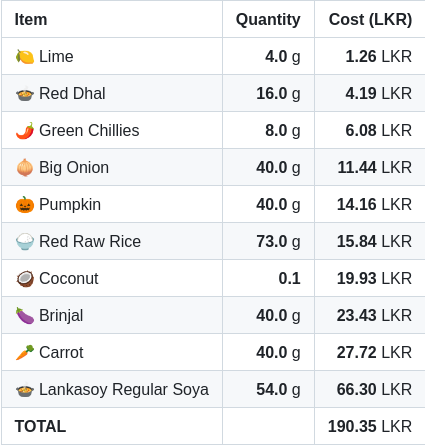 Item Quantity Cost (LKR)
🍋 Lime 4.0 g 1.26 LKR
🍲 Red Dhal 16.0 g 4.19 LKR
🌶️ Green Chillies 8.0 g 6.08 LKR
🧅 Big Onion 40.0 g 11.44 LKR
🎃 Pumpkin 40.0 g 14.16 LKR
🍚 Red Raw Rice 73.0 g 15.84 LKR
🥥 Coconut 0.1 19.93 LKR
🍆 Brinjal 40.0 g 23.43 LKR
🥕 Carrot 40.0 g 27.72 LKR
🍲 Lankasoy Regular Soya 54.0 g 66.30 LKR
TOTAL 190.35 LKR